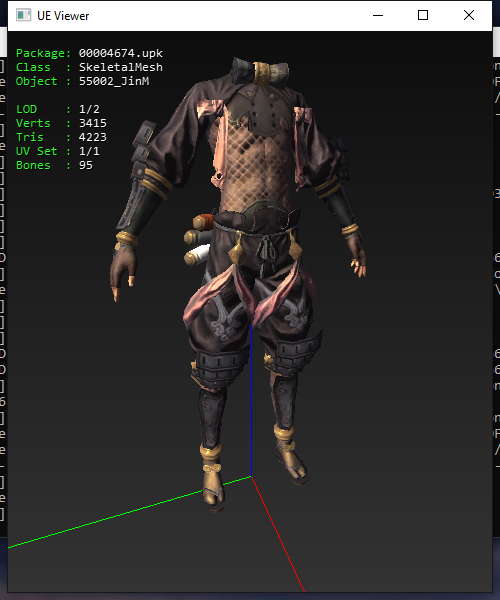 UE Viewer
Package: 00004674.upk
Class : SkeletalMesh
Object : 55002_JinM
LOD : 1/2
Verts : 3415
Tris : 4223
UV Set : 1/1
Bones : 95